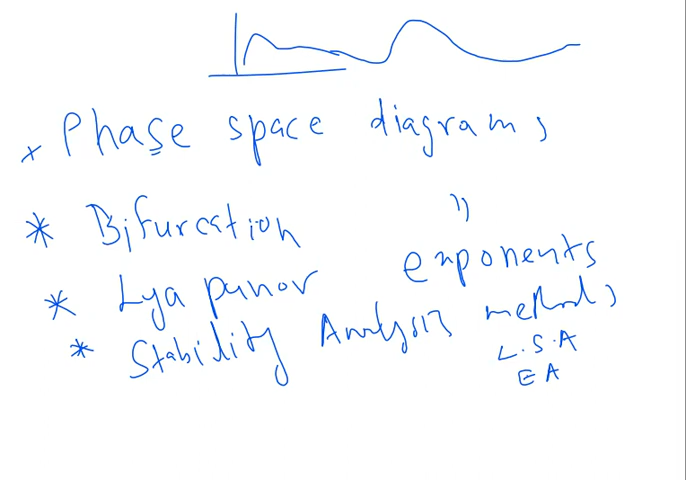 x Phase space diagrams
* Bifurcation "
* Lyapunov exponents
* Stability Analysis methods
L.S.A
EA